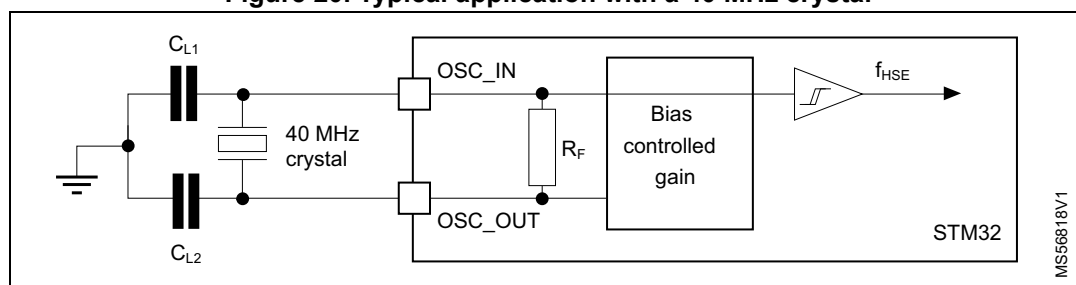 Figure 20. Typical application with a 40 MHz crystal
CL1
OSC_IN
fHSE
40 MHz
crystal
RF
Bias
controlled
gain
OSC_OUT
CL2
STM32
MS56818V1